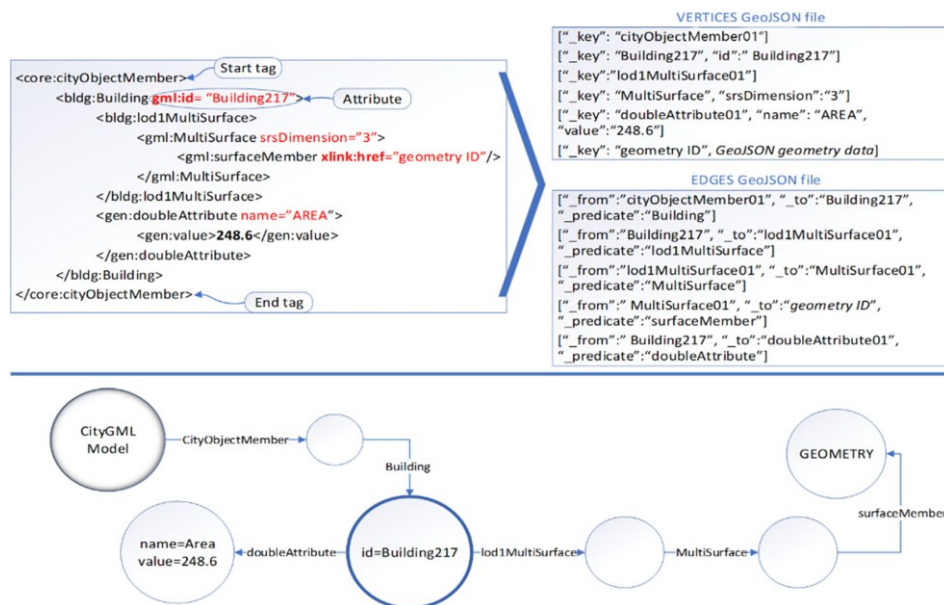 <core:cityObjectMember>
Start tag
<bldg:Building gml:id= “Building217”>
Attribute
<bldg:lod1MultiSurface>
<gml:MultiSurface srsDimension=”3”>
<gml:surfaceMember xlink:href=”geometry ID”/>
</gml:MultiSurface>
</bldg:lod1MultiSurface>
<gen:doubleAttribute name=”AREA”>
<gen:value>248.6</gen:value>
</gen:doubleAttribute>
</bldg:Building>
</core:cityObjectMember>
End tag
VERTICES GeoJSON file
[“_key”: “cityObjectMember01”]
[“_key”: “Building217”, “id”:” Building217”]
[“_key”:”lod1MultiSurface01”]
[“_key”: “MultiSurface”, “srsDimension”:“3”]
[“_key”: “doubleAttribute01”, “name”: “AREA”,
“value”:“248.6”]
[“_key”: “geometry ID”, GeoJSON geometry data]
EDGES GeoJSON file
[“_from”:”cityObjectMember01”, “_to”:“Building217”,
“_predicate”:“Building”]
[“_from”:”Building217”, “_to”:“lod1MultiSurface01”,
“_predicate”:“lod1MultiSurface”]
[“_from”:”lod1MultiSurface01”, “_to”:“MultiSurface01”,
“_predicate”:“MultiSurface”]
[“_from”:” MultiSurface01”, “_to”:“geometry ID”,
“_predicate”:“surfaceMember”]
[“_from”:” Building217”, “_to”:“doubleAttribute01”,
“_predicate”:“doubleAttribute”]
CityGML
Model
CityObjectMember
Building
GEOMETRY
surfaceMember
name=Area
value=248.6
doubleAttribute
id=Building217
lod1MultiSurface
MultiSurface